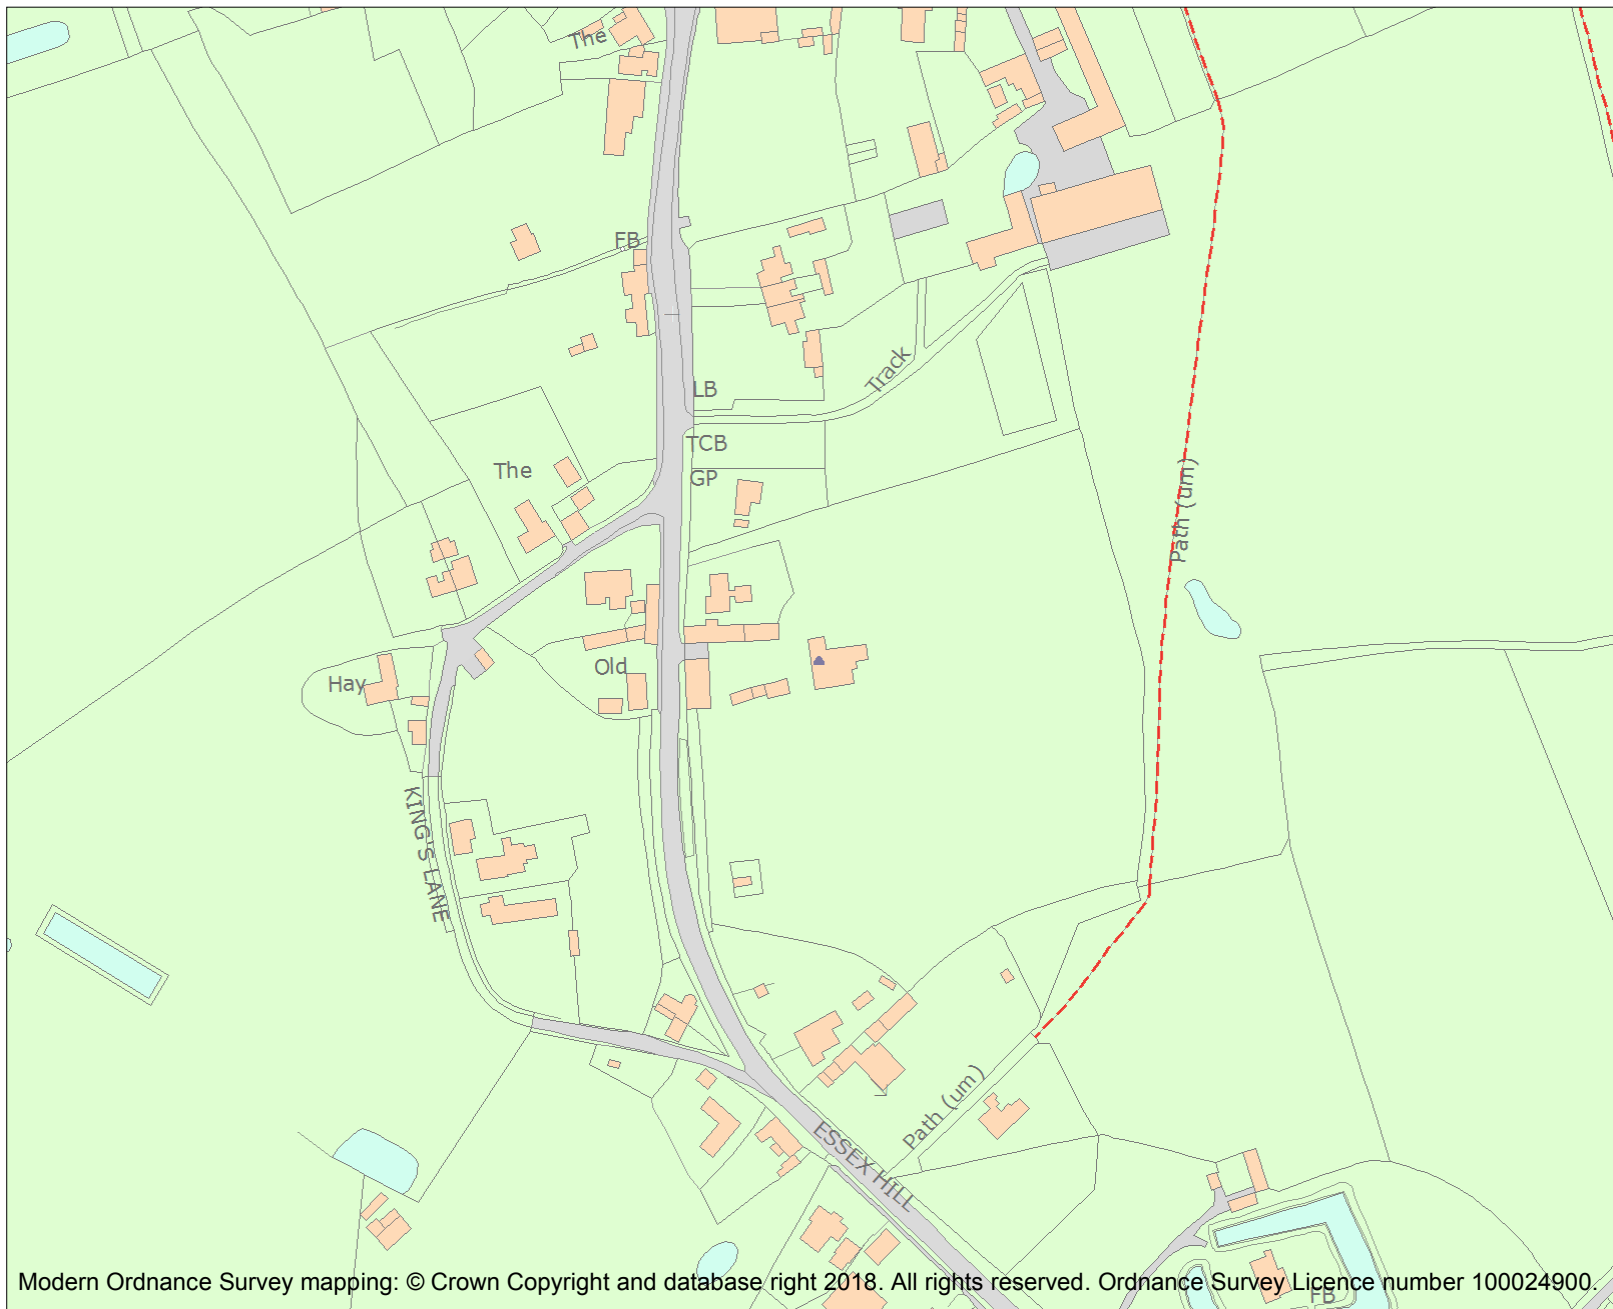 The
FB
LB
Track
TCB
The
GP
Path (um)
Old
Hay
KING'S LANE
Path (um)
ESSEX HILL
Modern Ordnance Survey mapping: © Crown Copyright and database right 2018. All rights reserved. Ordnance Survey Licence number 100024900.
FB